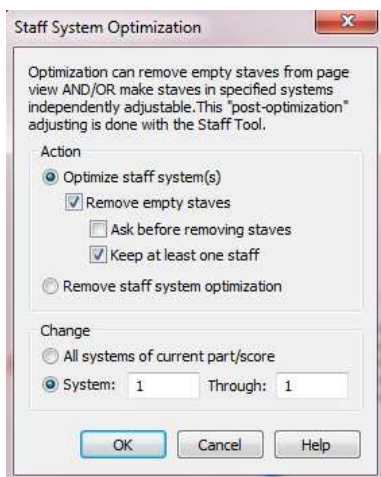 Staff System Optimization
Optimization can remove empty staves from page
view AND/OR make staves in specified systems
independently adjustable.This "post-optimization"
adjusting is done with the Staff Tool.
Action
Optimize staff system(s)
Remove empty staves
Ask before removing staves
Keep at least one staff
Remove staff system optimization
Change
All systems of current part/score
System: 1 Through: 1
OK Cancel Help